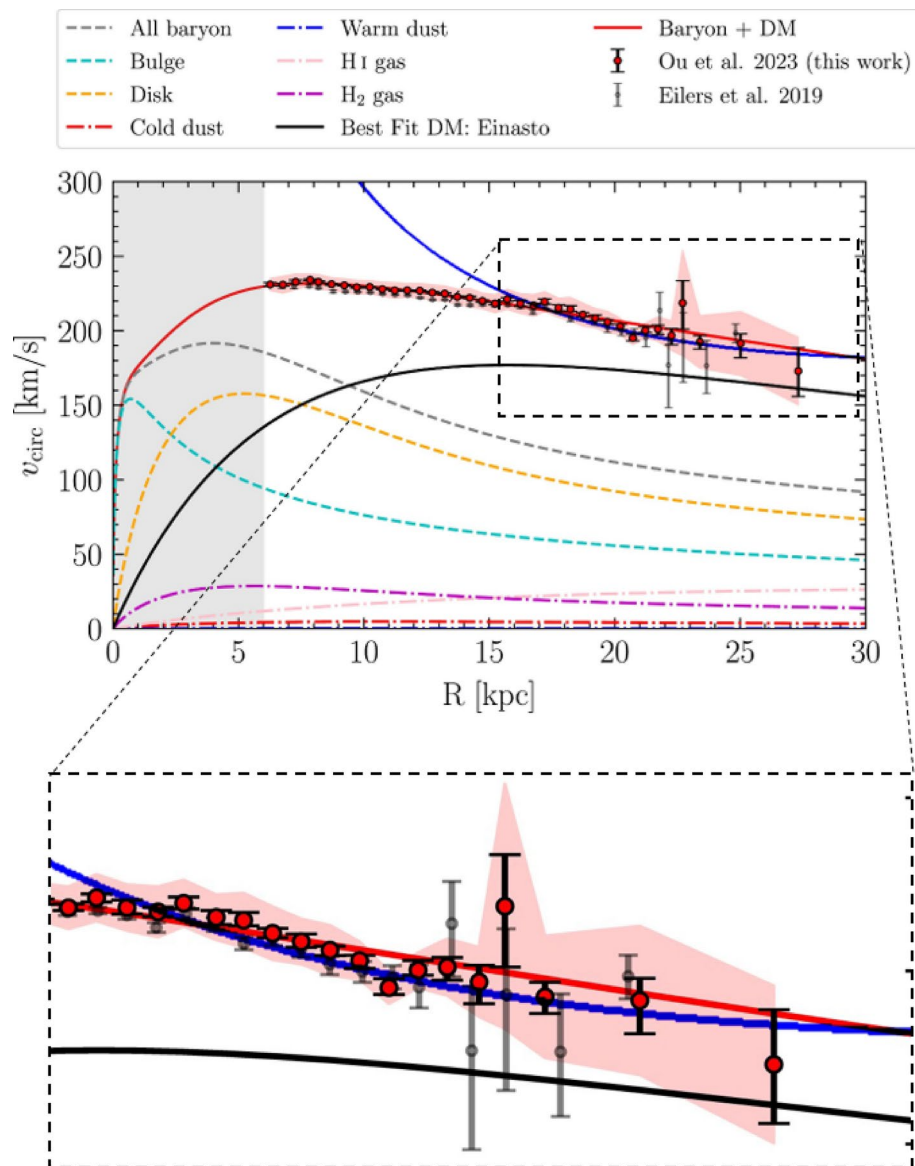 All baryon
Bulge
Disk
Cold dust
Warm dust
H I gas
H₂ gas
Best Fit DM: Einasto
Baryon + DM
Ou et al. 2023 (this work)
Eilers et al. 2019
300
250
200
150
100
50
0
v_circ [km/s]
0 5 10 15 20 25 30
R [kpc]